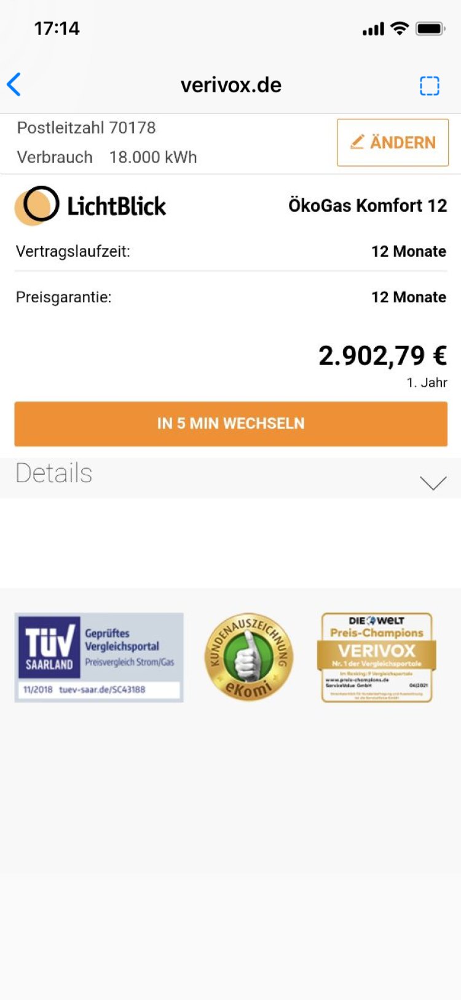 17:14
verivox.de
Postleitzahl 70178
Verbrauch 18.000 kWh
ÄNDERN
LichtBlick
ÖkoGas Komfort 12
Vertragslaufzeit: 12 Monate
Preisgarantie: 12 Monate
2.902,79 €
1. Jahr
IN 5 MIN WECHSELN
Details
TÜV
SAARLAND
Geprüftes
Vergleichsportal
Preisvergleich Strom/Gas
11/2018 tuev-saar.de/SC43188
KUNDENAUSZEICHNUNG
eKomi
DIE WELT
Preis-Champions
VERIVOX
Nr. 1 der Vergleichsportale
Im Ranking: 9 Vergleichsportale
www.preis-champions.de
ServiceValue GmbH 04|2021